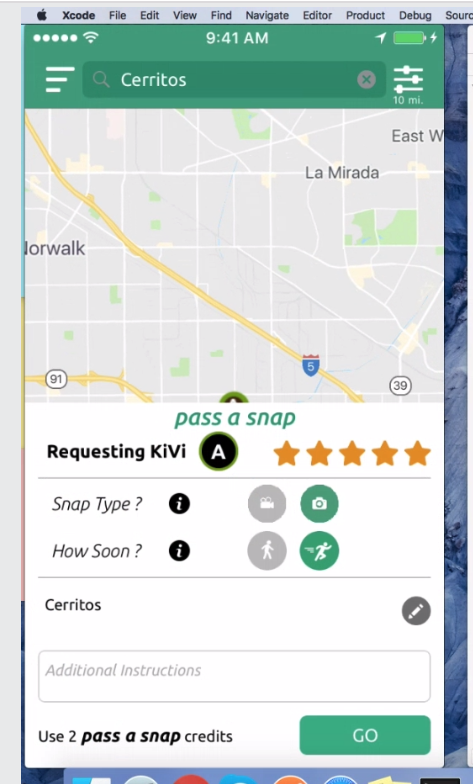 Xcode File Edit View Find Navigate Editor Product Debug
9:41 AM
Cerritos
10 mi.
East W
La Mirada
Norwalk
5
91
39
pass a snap
Requesting KiVi A
Snap Type ? i
How Soon ? i
Cerritos
Additional Instructions
Use 2 pass a snap credits
GO